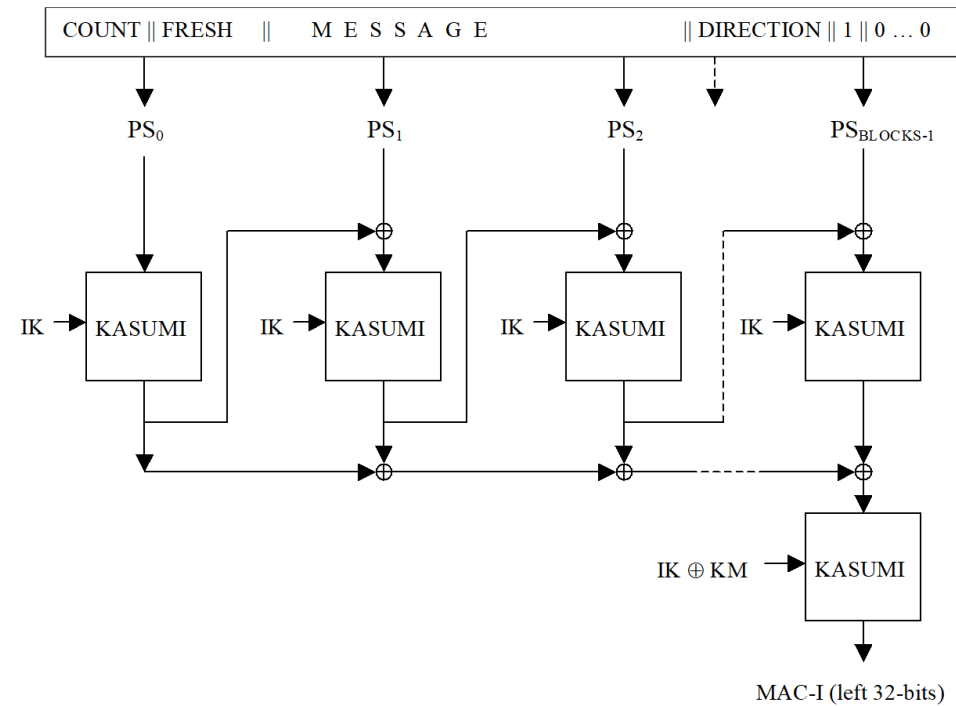 COUNT || FRESH || M E S S A G E || DIRECTION || 1 || 0 … 0
PS0 PS1 PS2 PSBLOCKS-1
IK KASUMI IK KASUMI IK KASUMI IK KASUMI
IK ⊕ KM KASUMI
MAC-I (left 32-bits)